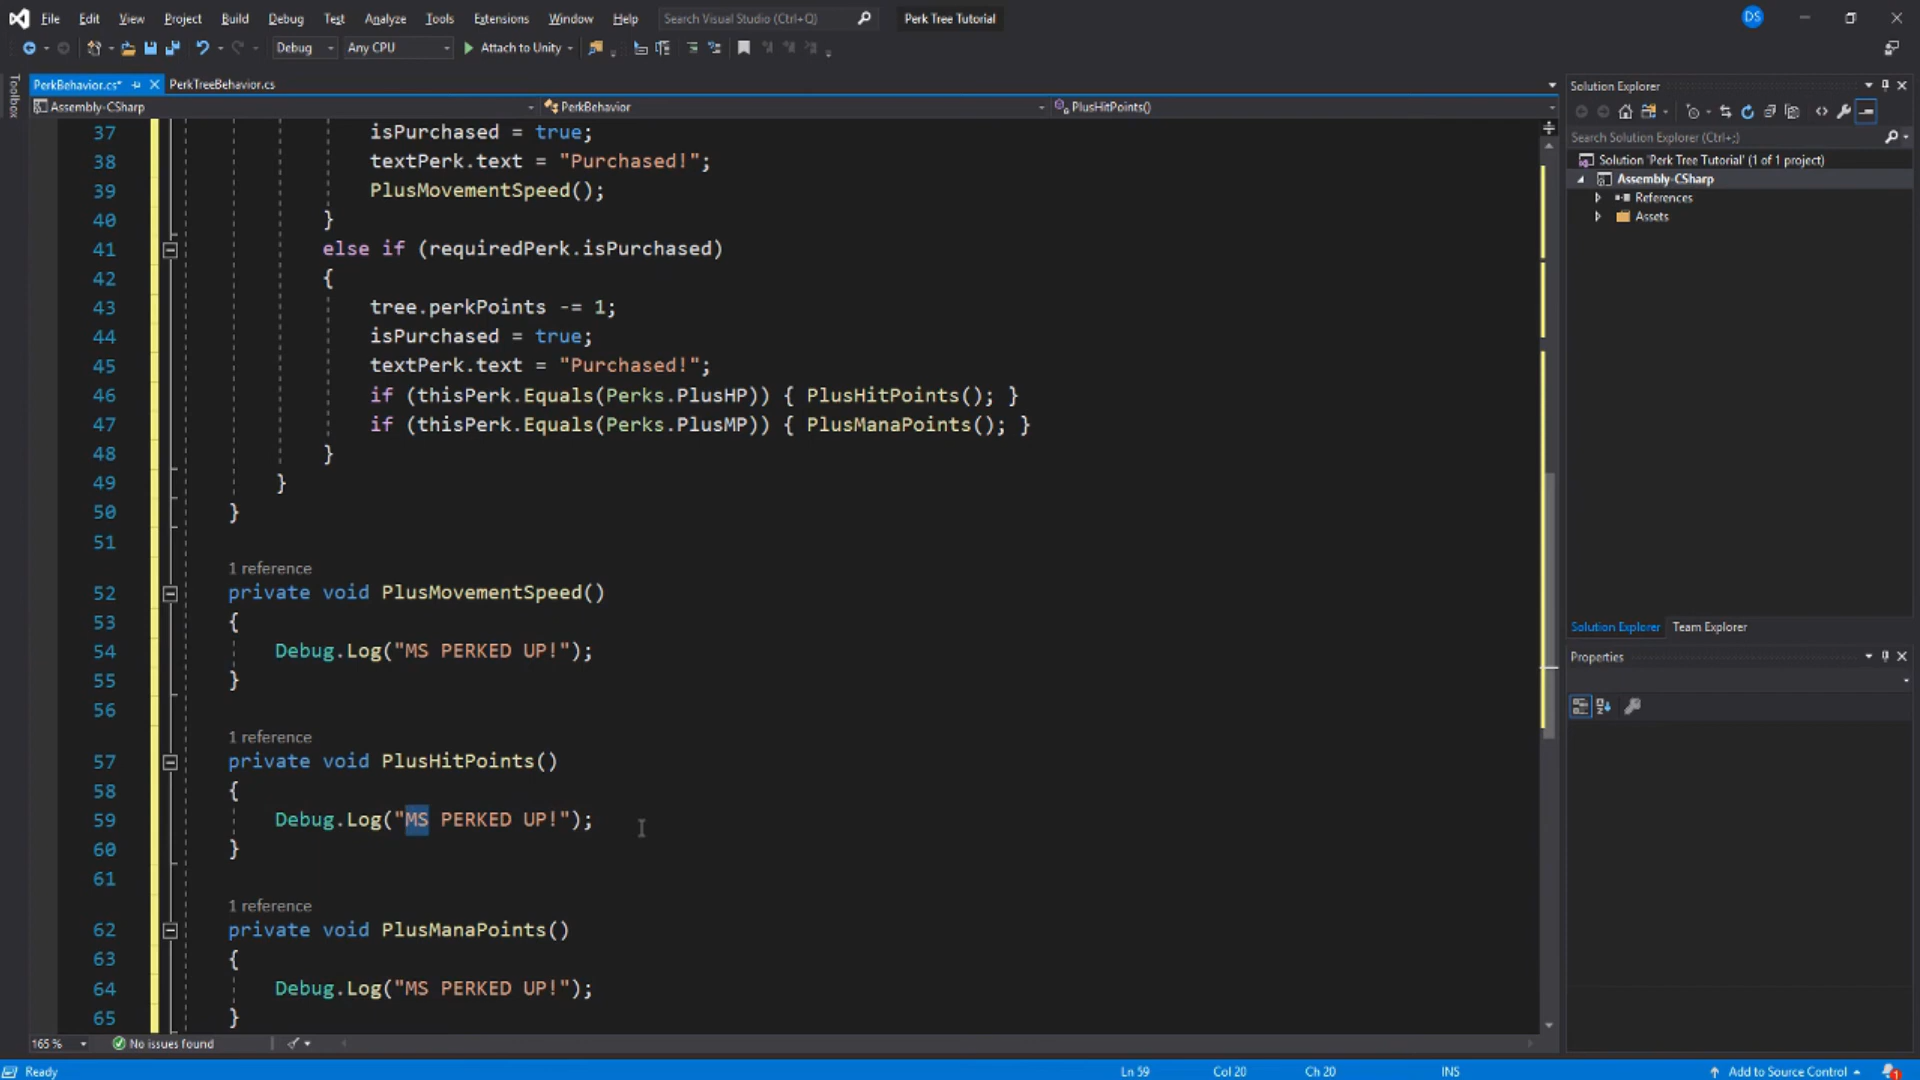 File Edit View Project Build Debug Test Analyze Tools Extensions Window Help Search Visual Studio (Ctrl+Q) Perk Tree Tutorial DS
Debug Any CPU Attach to Unity
Toolbox
PerkBehavior.cs* PerkTreeBehavior.cs
Assembly-CSharp PerkBehavior PlusHitPoints()
37 isPurchased = true;
38 textPerk.text = "Purchased!";
39 PlusMovementSpeed();
40 }
41 else if (requiredPerk.isPurchased)
42 {
43 tree.perkPoints -= 1;
44 isPurchased = true;
45 textPerk.text = "Purchased!";
46 if (thisPerk.Equals(Perks.PlusHP)) { PlusHitPoints(); }
47 if (thisPerk.Equals(Perks.PlusMP)) { PlusManaPoints(); }
48 }
49 }
50 }
51
1 reference
52 private void PlusMovementSpeed()
53 {
54 Debug.Log("MS PERKED UP!");
55 }
56
1 reference
57 private void PlusHitPoints()
58 {
59 Debug.Log("MS PERKED UP!");
60 }
61
1 reference
62 private void PlusManaPoints()
63 {
64 Debug.Log("MS PERKED UP!");
65 }
165 % No issues found
Solution Explorer
Search Solution Explorer (Ctrl+;)
Solution 'Perk Tree Tutorial' (1 of 1 project)
Assembly-CSharp
References
Assets
Solution Explorer Team Explorer
Properties
Ready Ln 59 Col 20 Ch 20 INS Add to Source Control 1